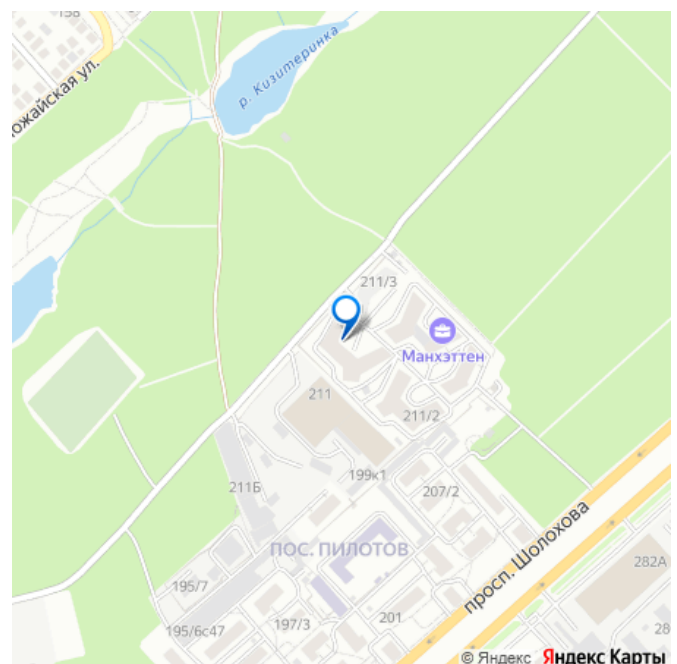 158
ожайская ул.
р. Кизитеринка
211/3
Манхэттен
211
211/2
199к1
211Б
207/2
ПОС. ПИЛОТОВ
просп. Шолохова
282А
195/7
201
197/3
195/6с47
28
© Яндекс Яндекс Карты